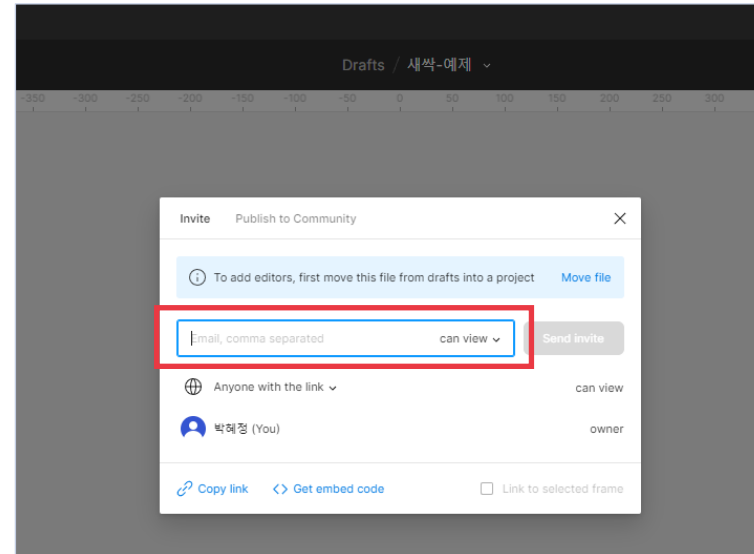 Drafts / 새싹-예제
-350 -300 -250 -200 -150 -100 -50 0 50 100 150 200 250 300
Invite Publish to Community
To add editors, first move this file from drafts into a project Move file
Email, comma separated can view Send invite
Anyone with the link can view
박혜정 (You) owner
Copy link <> Get embed code Link to selected frame